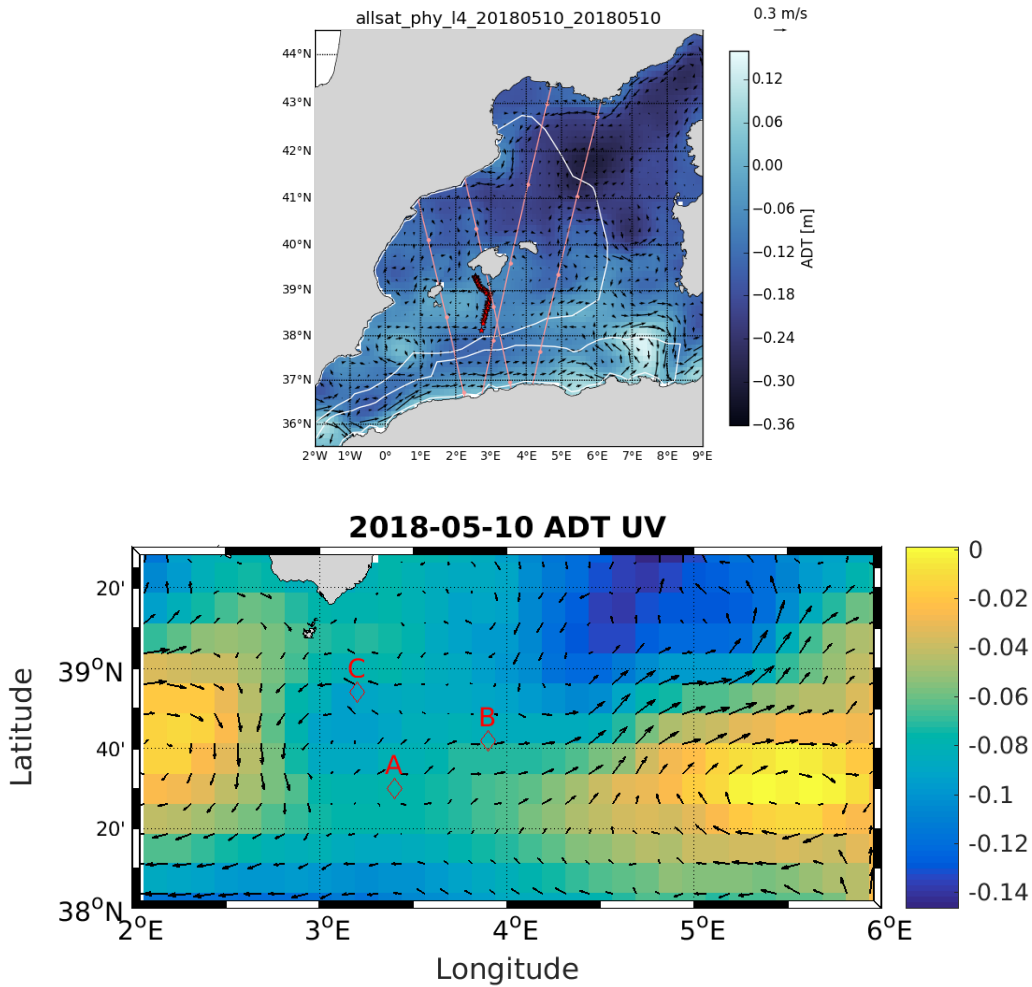 allsat_phy_l4_20180510_20180510
0.3 m/s
44°N
43°N
42°N
41°N
40°N
39°N
38°N
37°N
36°N
2°W 1°W 0° 1°E 2°E 3°E 4°E 5°E 6°E 7°E 8°E 9°E
0.12
0.06
0.00
−0.06
−0.12
−0.18
−0.24
−0.30
−0.36
ADT [m]
2018-05-10 ADT UV
20'
39°N
40'
20'
38°N
Latitude
C
B
A
2°E 3°E 4°E 5°E 6°E
Longitude
0
-0.02
-0.04
-0.06
-0.08
-0.1
-0.12
-0.14